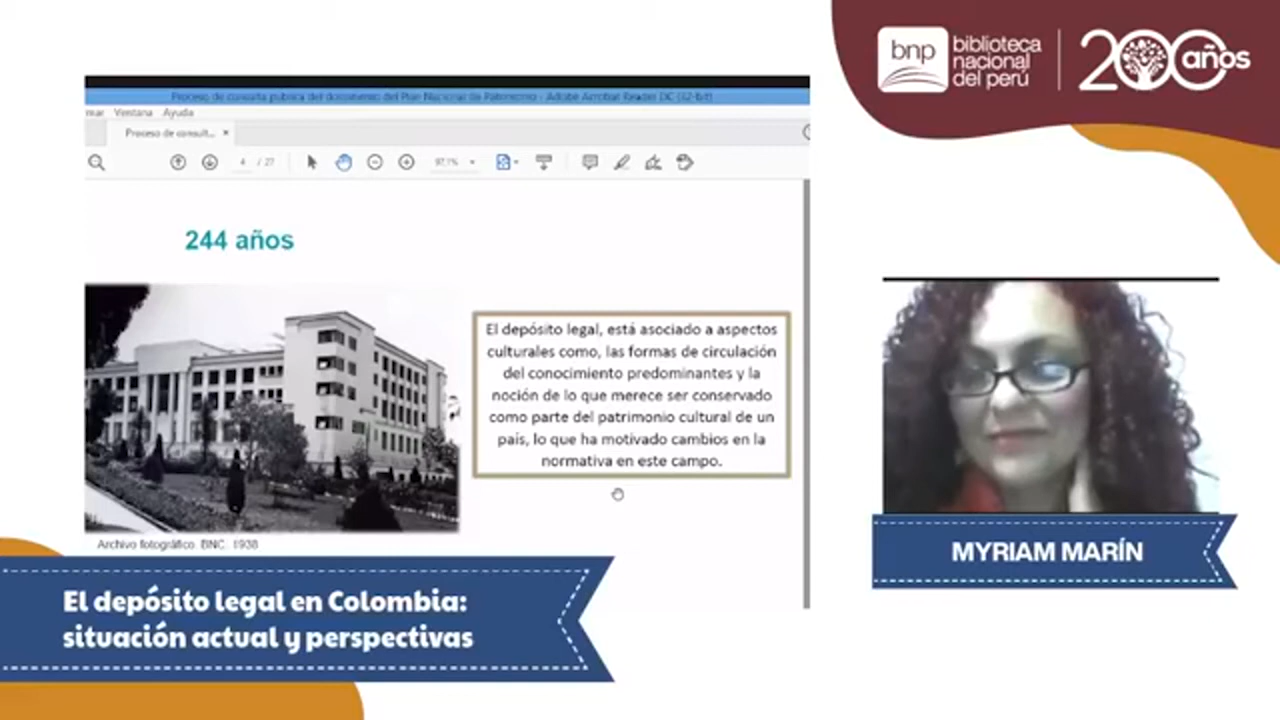 bnp
biblioteca
nacional
del perú
200 años
Proceso de consulta pública del documento del Plan Nacional de Patrimonio - Adobe Acrobat Reader DC (32-bit)
Ventana Ayuda
Proceso de consult... ×
4 / 27
97,1%
244 años
El depósito legal, está asociado a aspectos
culturales como, las formas de circulación
del conocimiento predominantes y la
noción de lo que merece ser conservado
como parte del patrimonio cultural de un
país, lo que ha motivado cambios en la
normativa en este campo.
Archivo fotográfico. BNC. 1938
MYRIAM MARÍN
El depósito legal en Colombia:
situación actual y perspectivas